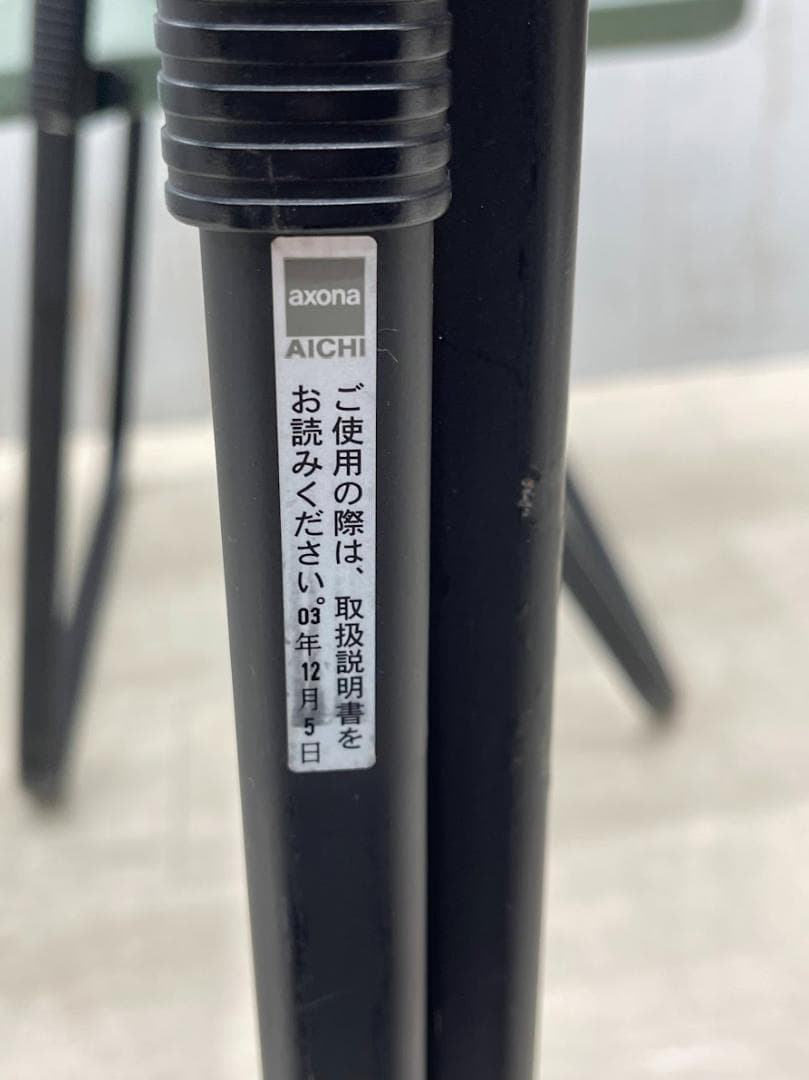 axona
AICHI
ご使用の際は、取扱説明書を
お読みください。03年12月5日